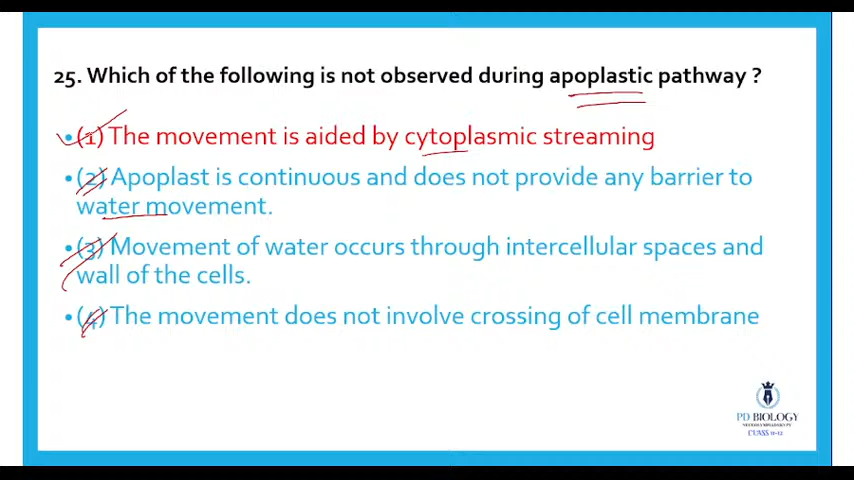 25. Which of the following is not observed during apoplastic pathway ?
• (1) The movement is aided by cytoplasmic streaming
• (2) Apoplast is continuous and does not provide any barrier to
water movement.
• (3) Movement of water occurs through intercellular spaces and
wall of the cells.
• (4) The movement does not involve crossing of cell membrane
PD BIOLOGY
CLASS 11-12